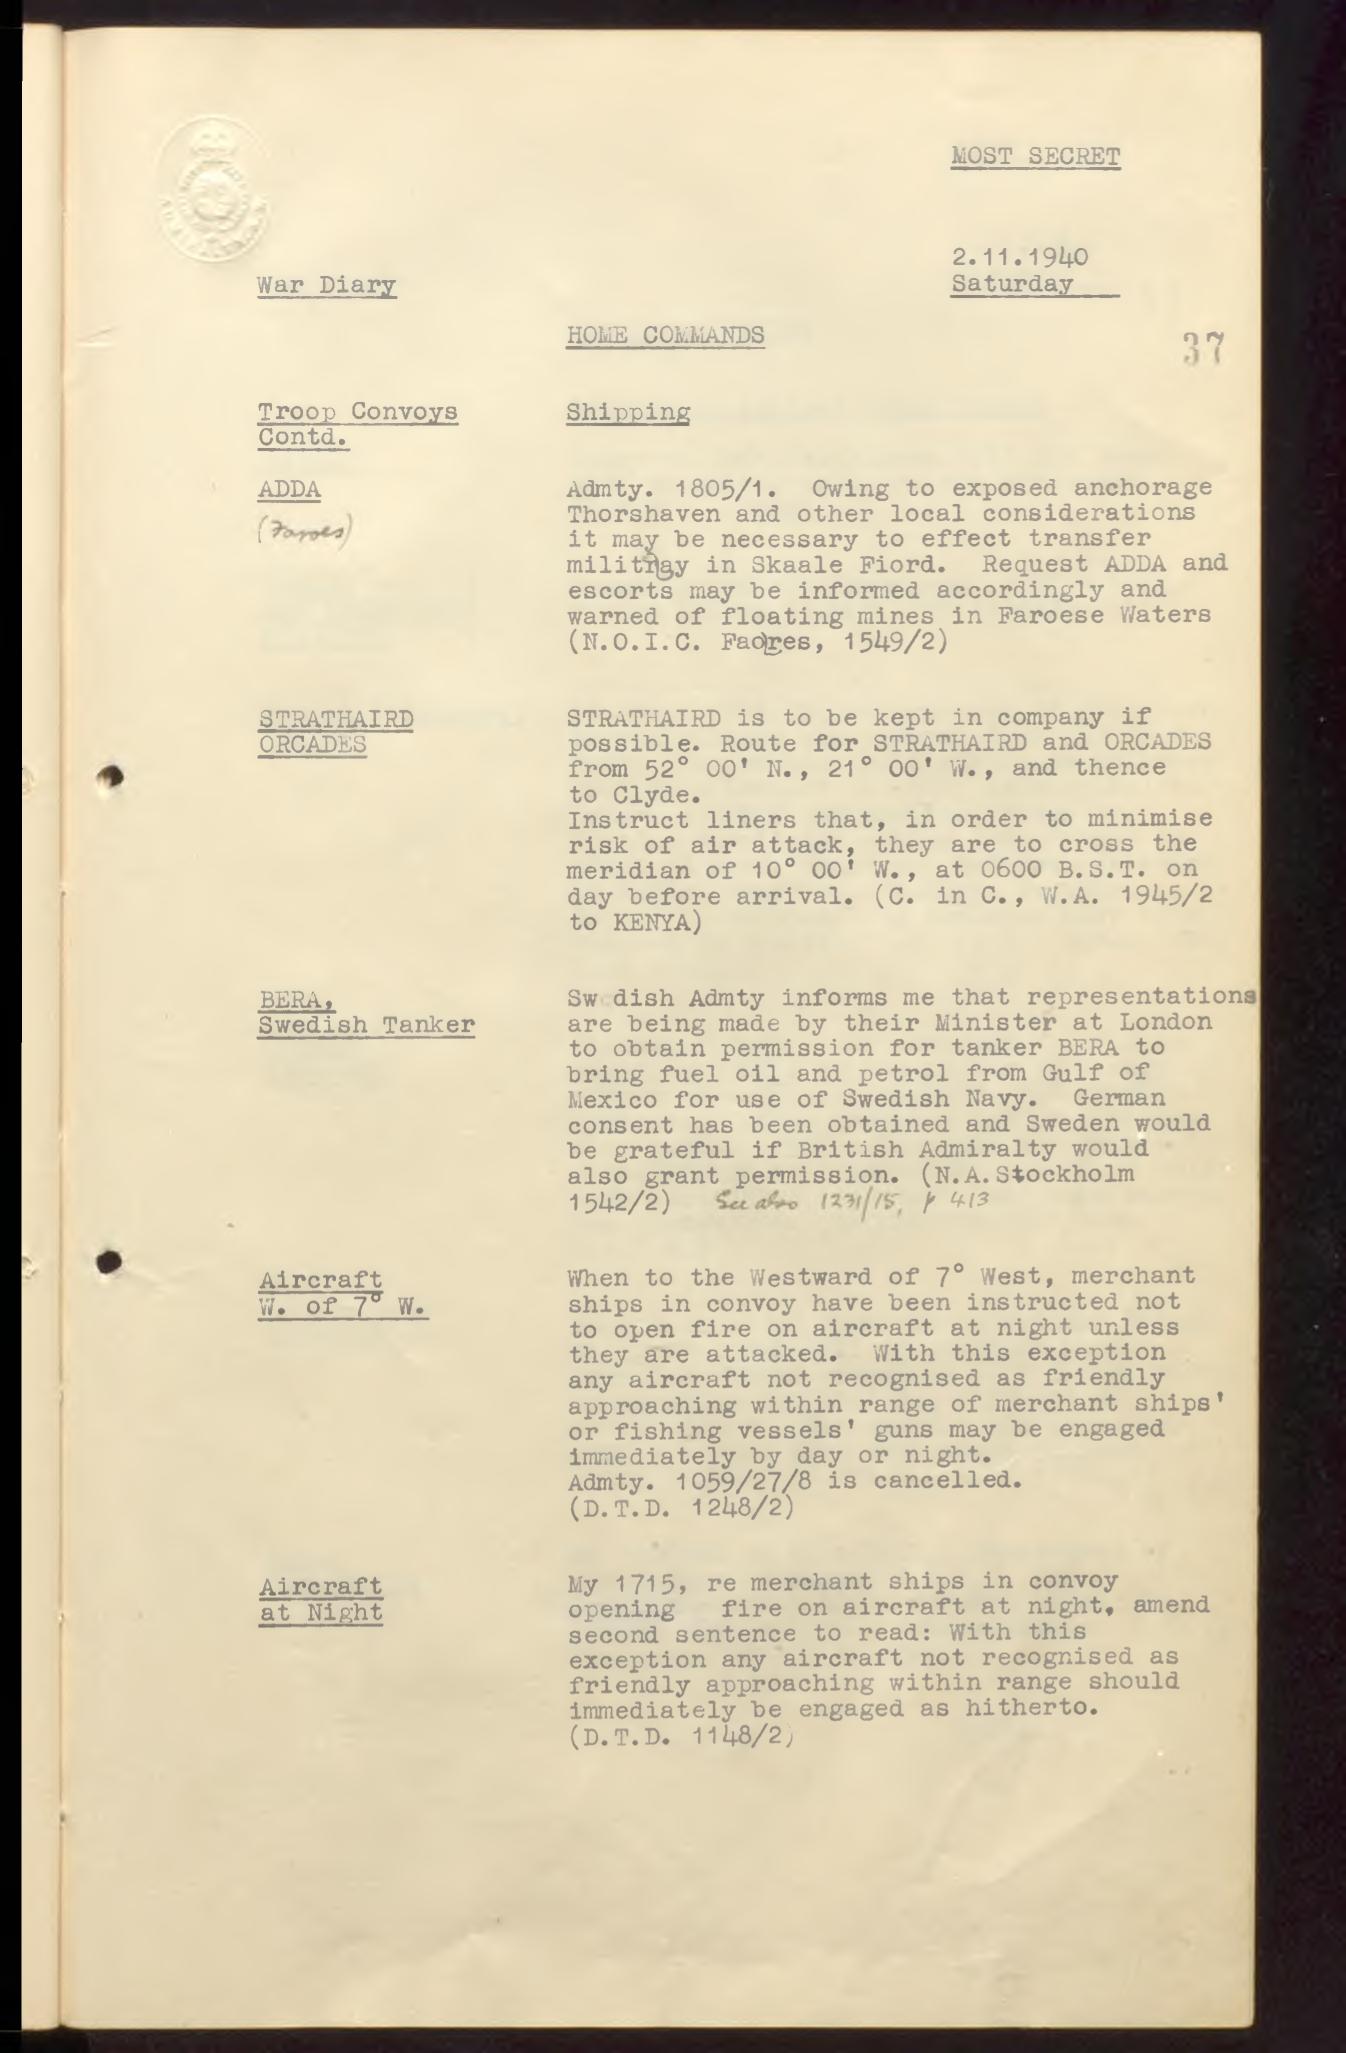 MOST SECRET
2.11.1940
War Diary
Saturday
HOME COMMANDS
37
Troop Convoys
Contd.
Shipping
ADDA
(Faroes)
Admty. 1805/1. Owing to exposed anchorage
Thorshaven and other local considerations
it may be necessary to effect transfer
militray in Skaale Fiord. Request ADDA and
escorts may be informed accordingly and
warned of floating mines in Faroese Waters
(N.O.I.C. Faores, 1549/2)
STRATHAIRD
ORCADES
STRATHAIRD is to be kept in company if
possible. Route for STRATHAIRD and ORCADES
from 52° 00' N., 21° 00' W., and thence
to Clyde.
Instruct liners that, in order to minimise
risk of air attack, they are to cross the
meridian of 10° 00' W., at 0600 B.S.T. on
day before arrival. (C. in C., W.A. 1945/2
to KENYA)
BERA,
Swedish Tanker
Swedish Admty informs me that representations
are being made by their Minister at London
to obtain permission for tanker BERA to
bring fuel oil and petrol from Gulf of
Mexico for use of Swedish Navy. German
consent has been obtained and Sweden would
be grateful if British Admiralty would
also grant permission. (N.A.Stockholm
1542/2) See also 1231/15, p 413
Aircraft
W. of 7° W.
When to the Westward of 7° West, merchant
ships in convoy have been instructed not
to open fire on aircraft at night unless
they are attacked. With this exception
any aircraft not recognised as friendly
approaching within range of merchant ships'
or fishing vessels' guns may be engaged
immediately by day or night.
Admty. 1059/27/8 is cancelled.
(D.T.D. 1248/2)
Aircraft
at Night
My 1715, re merchant ships in convoy
opening fire on aircraft at night, amend
second sentence to read: With this
exception any aircraft not recognised as
friendly approaching within range should
immediately be engaged as hitherto.
(D.T.D. 1148/2)